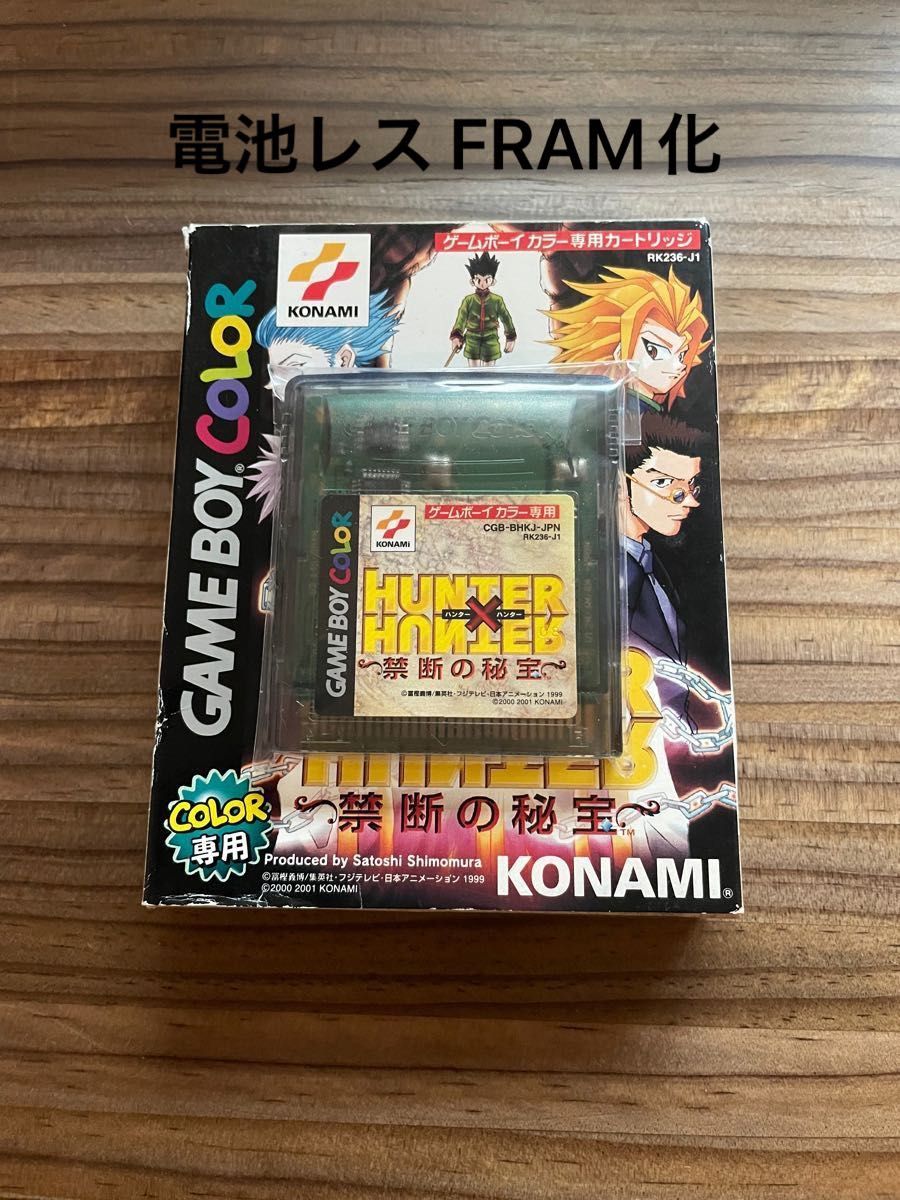 電池レスFRAM化
ゲームボーイカラー専用カートリッジ
RK236-J1
KONAMI
GAME BOY® COLOR
ゲームボーイカラー専用
CGB-BHKJ-JPN
RK236-J1
KONAMI
GAME BOY COLOR
HUNTER
ハンター×ハンター
HUNTER
禁断の秘宝
©冨樫義博/集英社・フジテレビ・日本アニメーション 1999
©2000 2001 KONAMI
禁断の秘宝™
COLOR
専用
Produced by Satoshi Shimomura
©冨樫義博/集英社・フジテレビ・日本アニメーション 1999
©2000 2001 KONAMI
KONAMI®